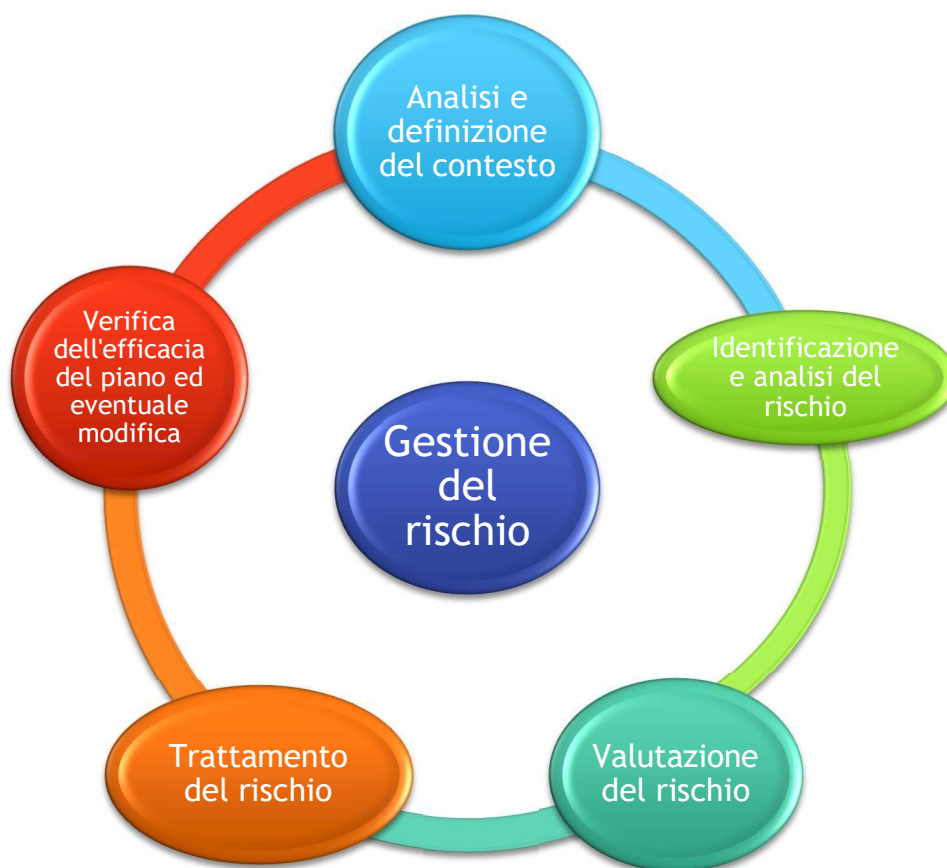 Analisi e
definizione
del contesto
Identificazione
e analisi del
rischio
Valutazione
del rischio
Trattamento
del rischio
Verifica
dell'efficacia
del piano ed
eventuale
modifica
Gestione
del
rischio